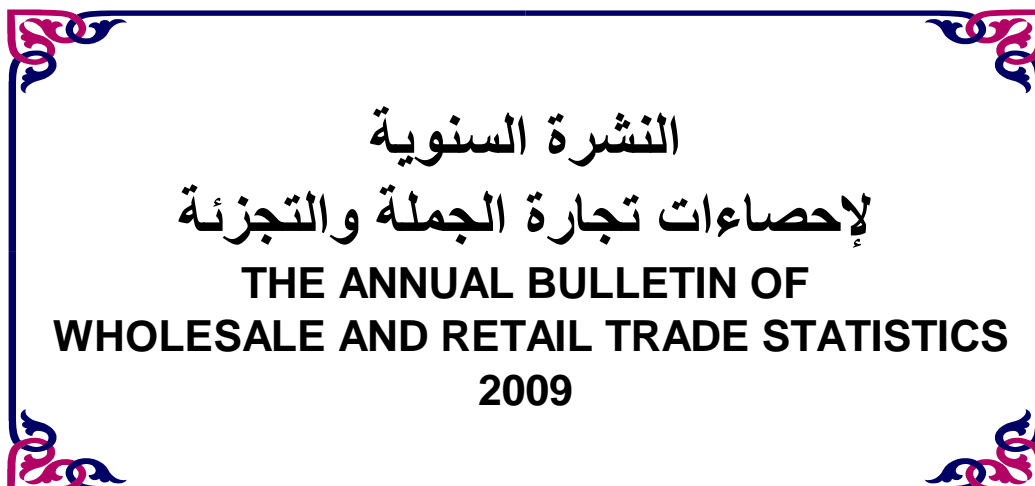 النشرة السنوية
لإحصاءات تجارة الجملة والتجزئة
THE ANNUAL BULLETIN OF
WHOLESALE AND RETAIL TRADE STATISTICS
2009